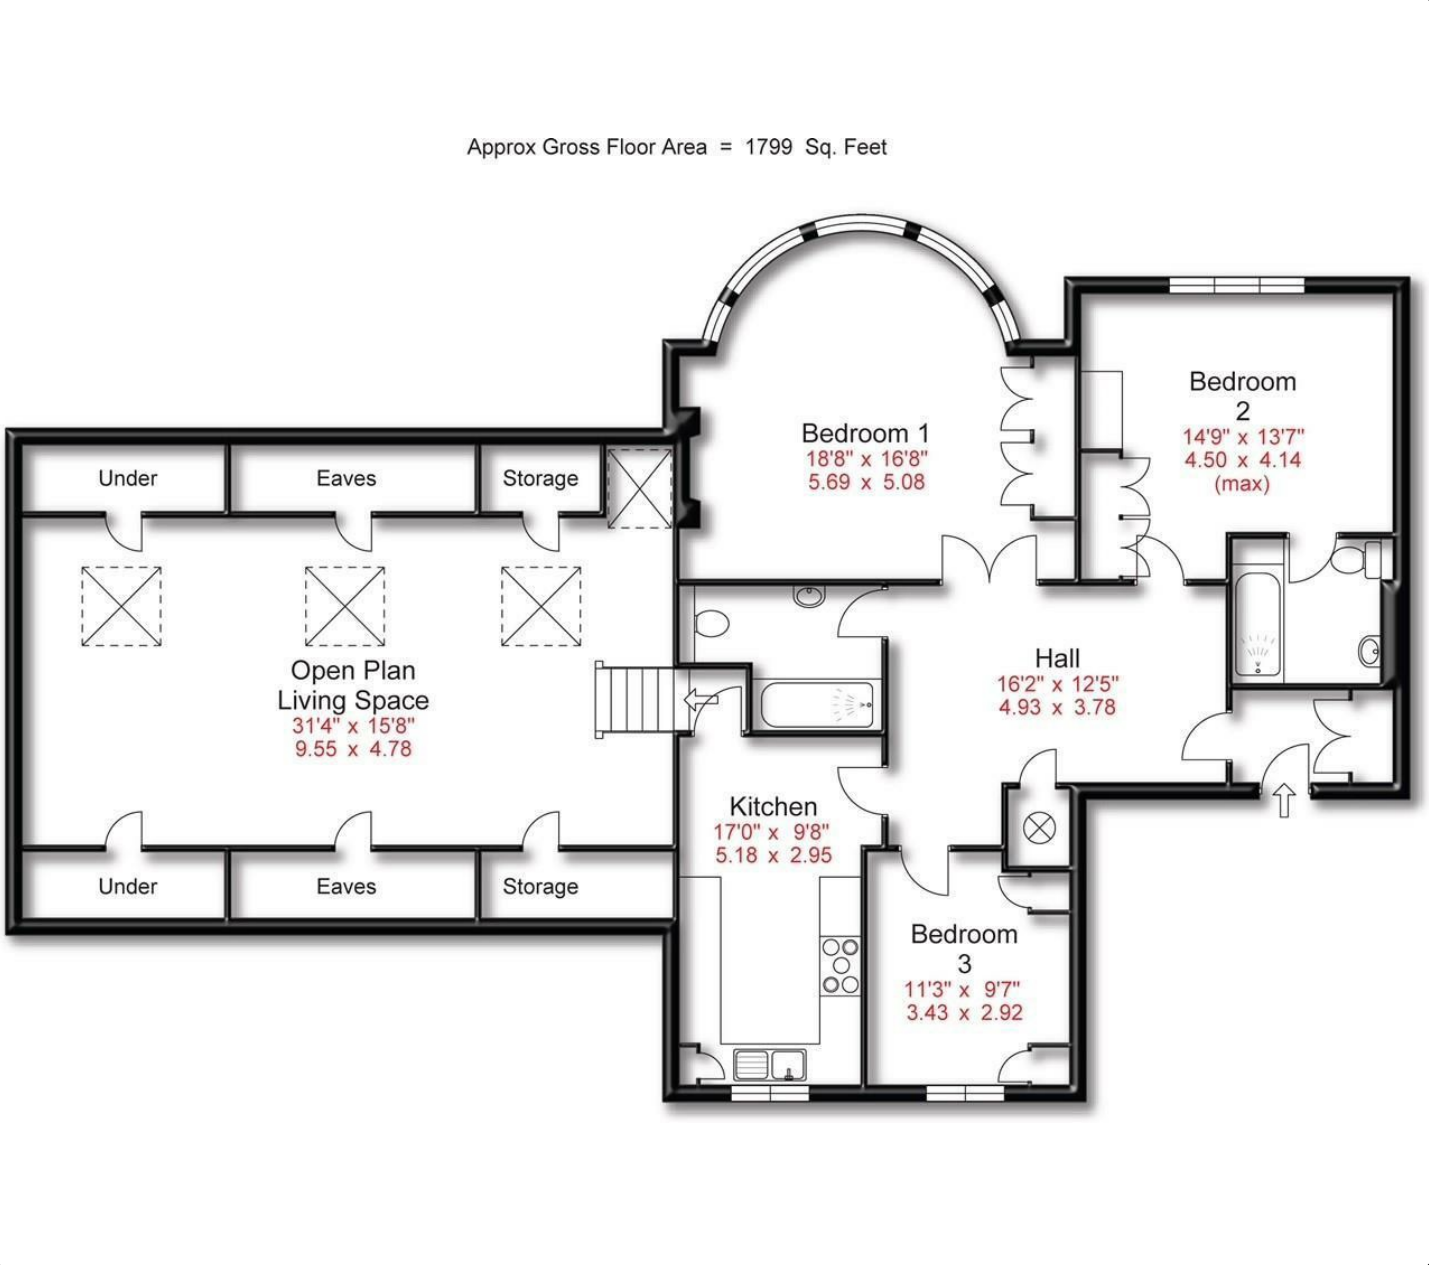 Approx Gross Floor Area = 1799 Sq. Feet
Bedroom 1
18'8" x 16'8"
5.69 x 5.08
Bedroom
2
14'9" x 13'7"
4.50 x 4.14
(max)
Under
Eaves
Storage
Open Plan
Living Space
31'4" x 15'8"
9.55 x 4.78
Hall
16'2" x 12'5"
4.93 x 3.78
Kitchen
17'0" x 9'8"
5.18 x 2.95
Under
Eaves
Storage
Bedroom
3
11'3" x 9'7"
3.43 x 2.92